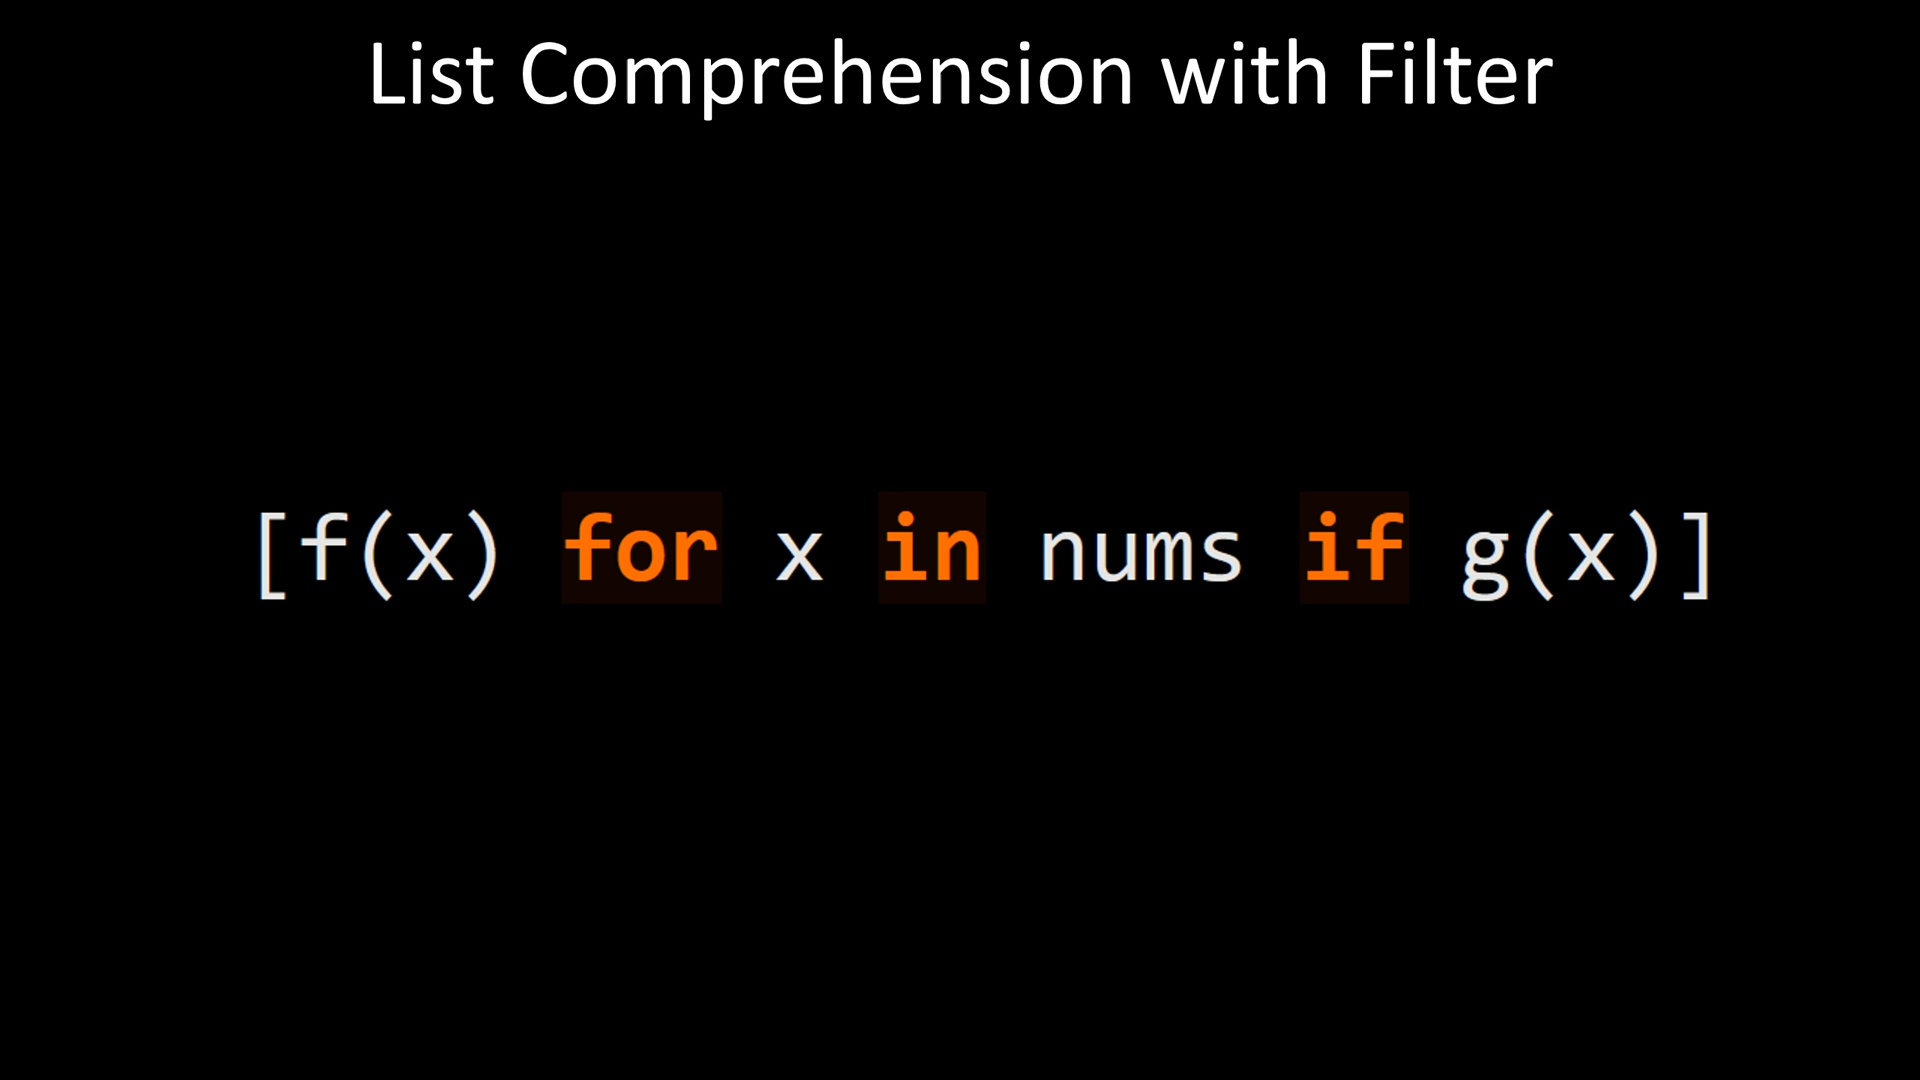 List Comprehension with Filter
[f(x) for x in nums if g(x)]